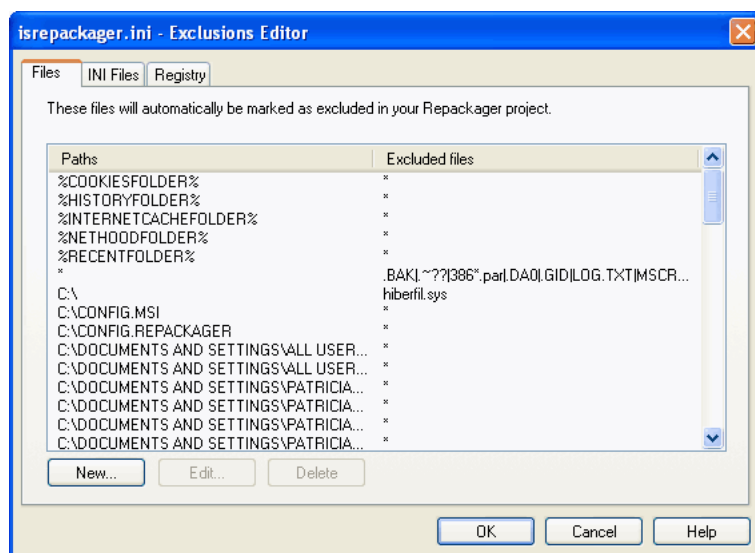 isrepackager.ini - Exclusions Editor
Files INI Files Registry
These files will automatically be marked as excluded in your Repackager project.
Paths Excluded files
%COOKIESFOLDER% *
%HISTORYFOLDER% *
%INTERNETCACHEFOLDER% *
%NETHOODFOLDER% *
%RECENTFOLDER% *
* .BAK|.~??|386*.par|.DA0|.GID|LOG.TXT|MSCR...
C:\ hiberfil.sys
C:\CONFIG.MSI *
C:\CONFIG.REPACKAGER *
C:\DOCUMENTS AND SETTINGS\ALL USER... *
C:\DOCUMENTS AND SETTINGS\ALL USER... *
C:\DOCUMENTS AND SETTINGS\PATRICIA... *
C:\DOCUMENTS AND SETTINGS\PATRICIA... *
C:\DOCUMENTS AND SETTINGS\PATRICIA... *
C:\DOCUMENTS AND SETTINGS\PATRICIA... *
New... Edit... Delete
OK Cancel Help